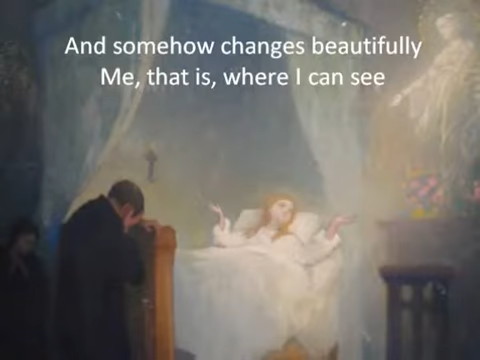 And somehow changes beautifully
Me, that is, where I can see